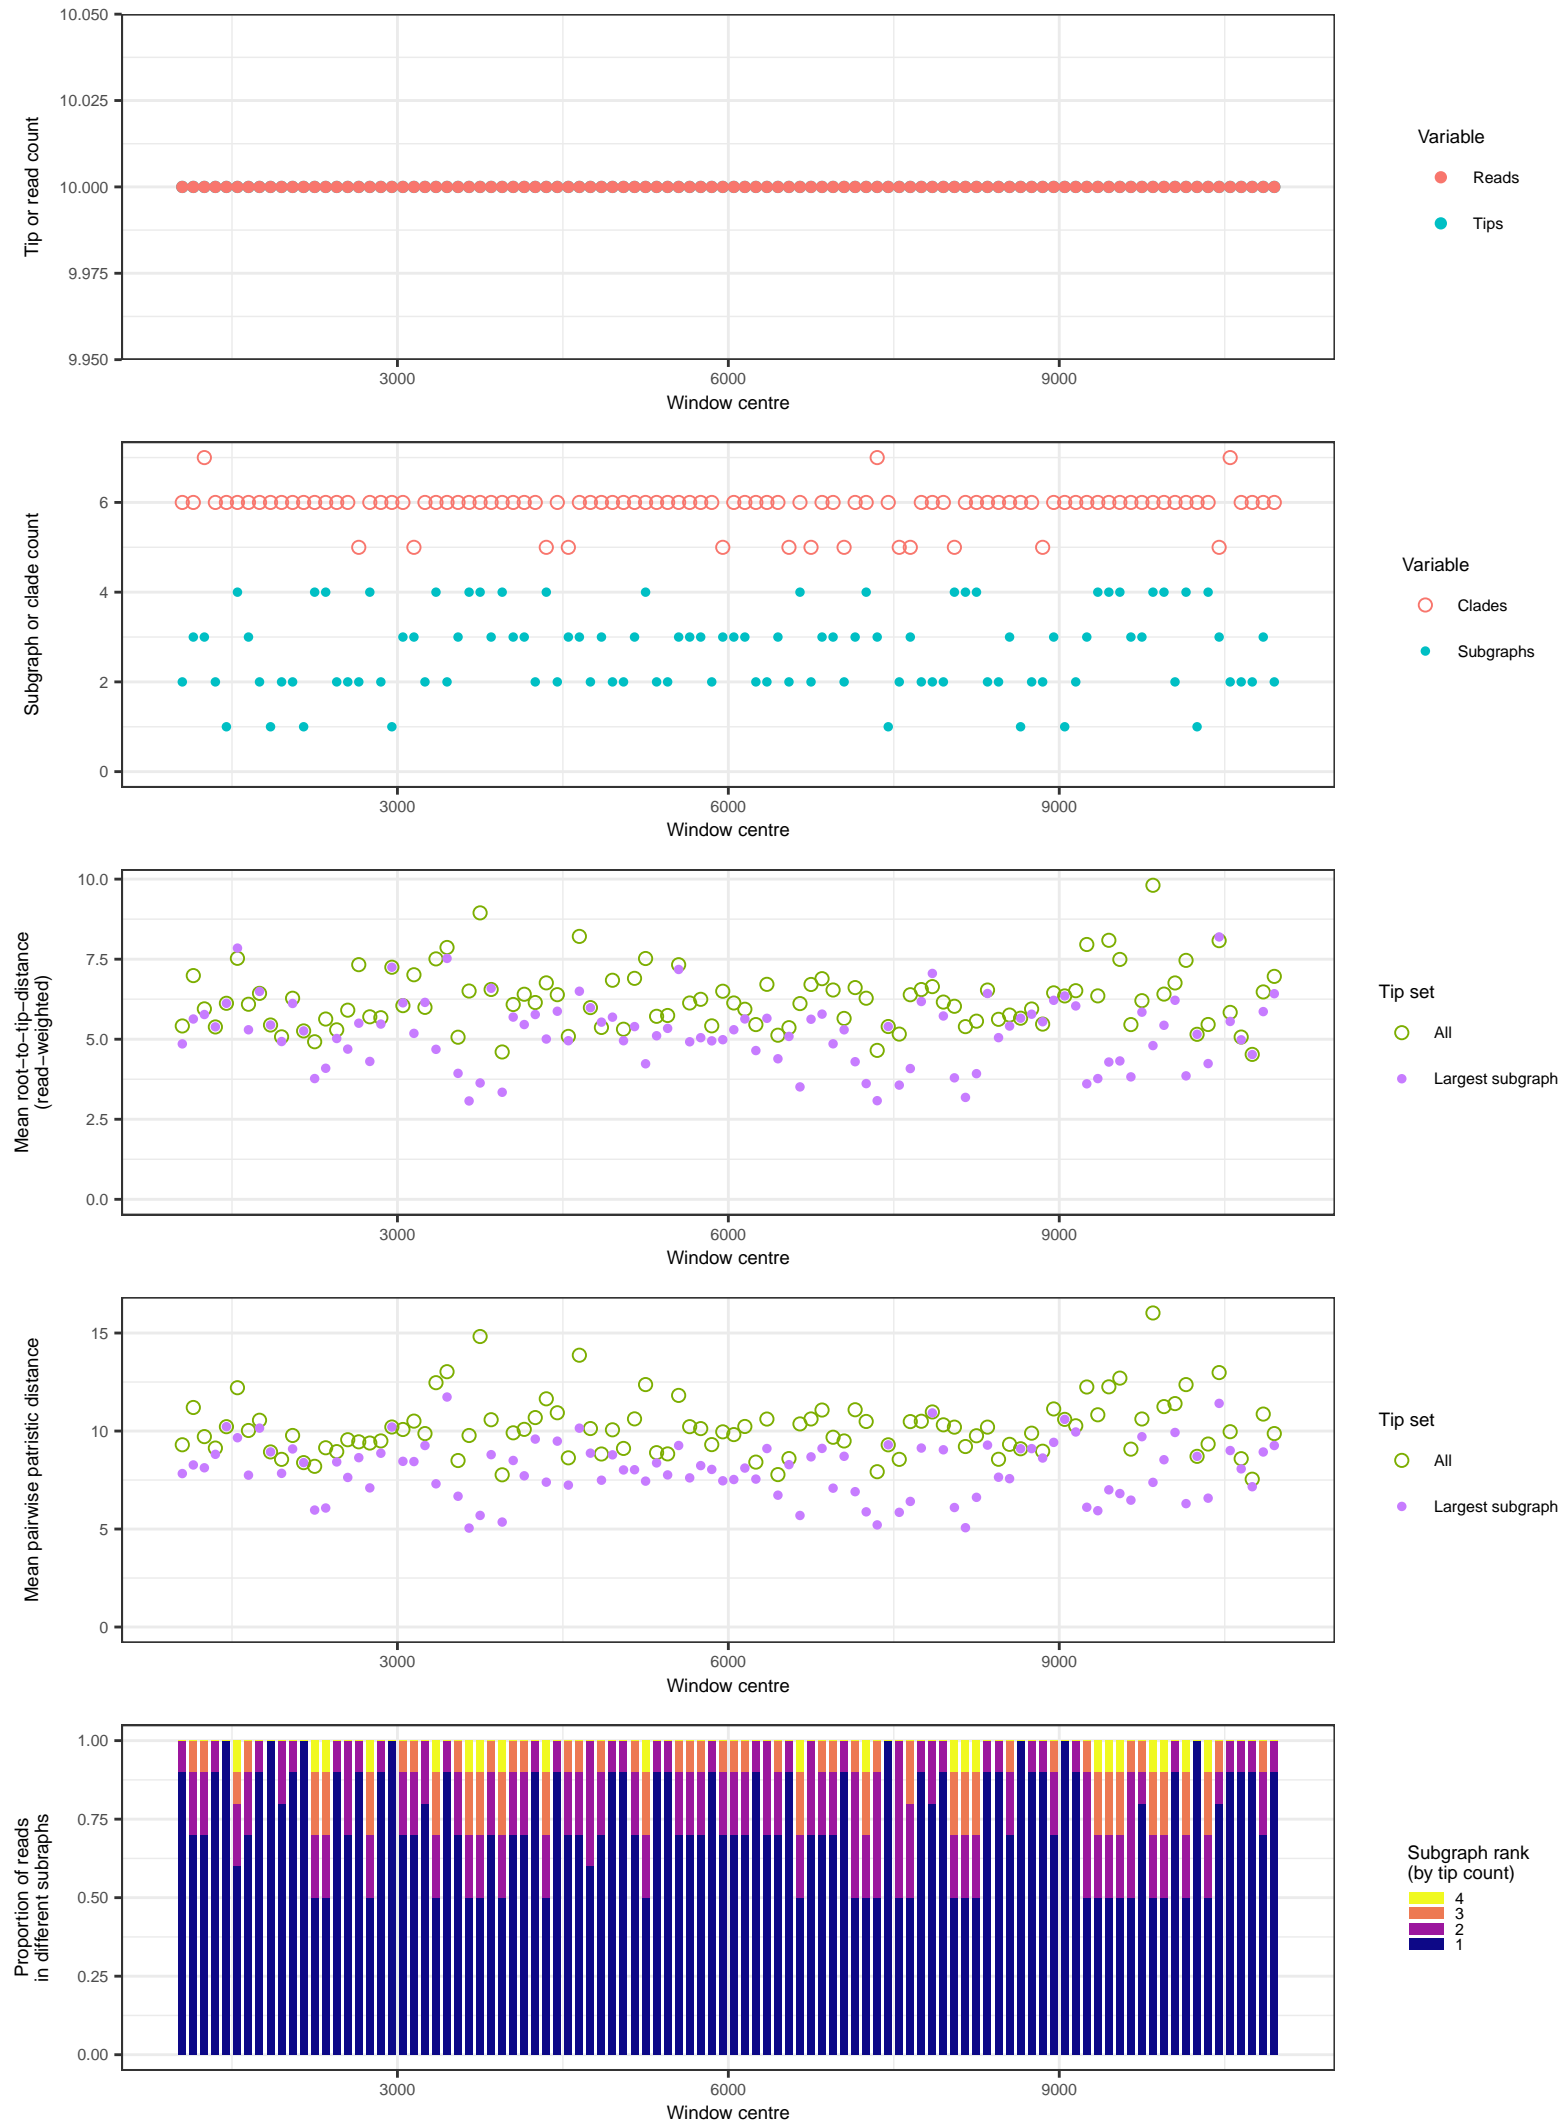 10.050
10.025
10.000
9.975
9.950
Tip or read count
3000 6000 9000
Window centre
Variable
Reads
Tips
6
4
2
0
Subgraph or clade count
3000 6000 9000
Window centre
Variable
Clades
Subgraphs
10.0
7.5
5.0
2.5
0.0
Mean root−to−tip−distance
(read−weighted)
3000 6000 9000
Window centre
Tip set
All
Largest subgraph
15
10
5
0
Mean pairwise patristic distance
3000 6000 9000
Window centre
Tip set
All
Largest subgraph
1.00
0.75
0.50
0.25
0.00
Proportion of reads
in different subraphs
3000 6000 9000
Window centre
Subgraph rank
(by tip count)
4
3
2
1